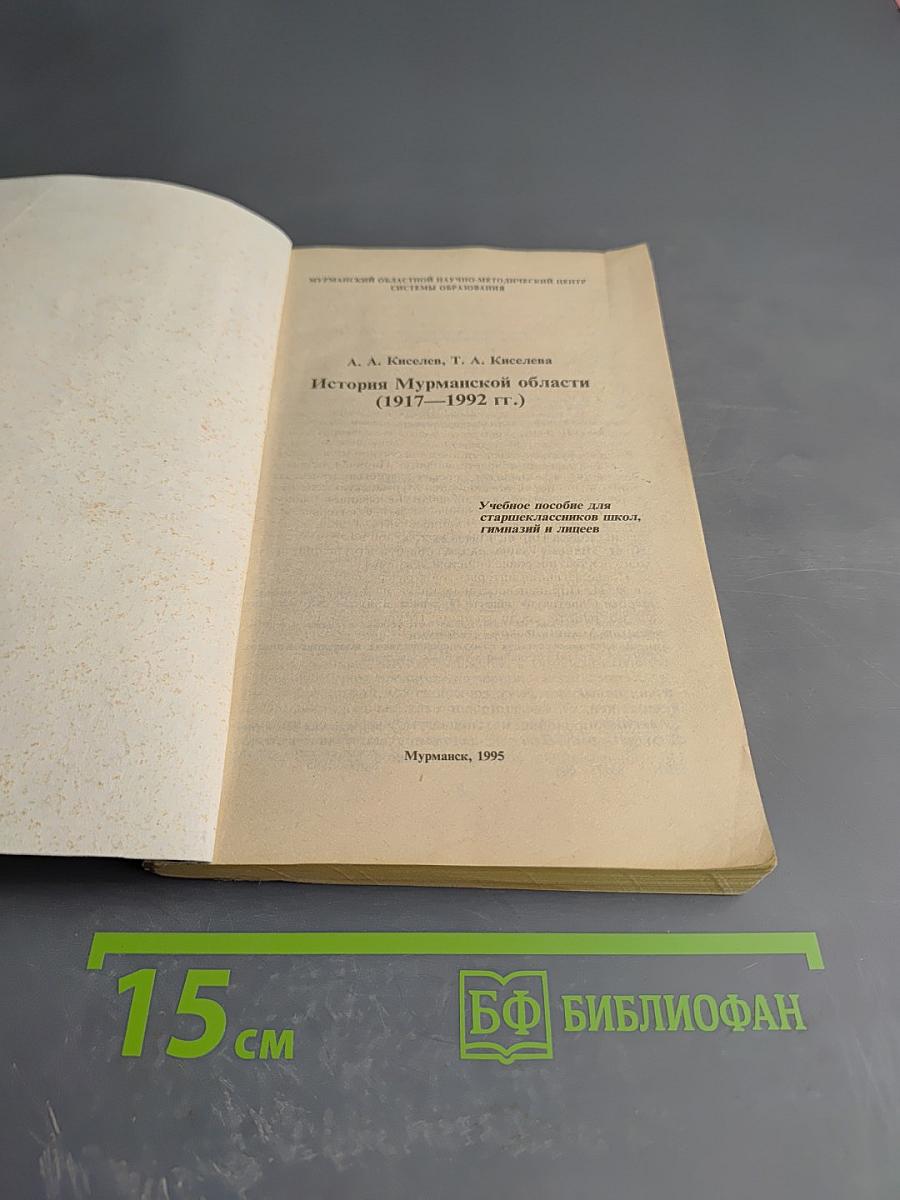 МУРМАНСКИЙ ОБЛАСТНОЙ НАУЧНО-МЕТОДИЧЕСКИЙ ЦЕНТР
СИСТЕМЫ ОБРАЗОВАНИЯ
А. А. Киселев, Т. А. Киселева
История Мурманской области
(1917—1992 гг.)
Учебное пособие для
старшеклассников школ,
гимназий и лицеев
Мурманск, 1995
15 см
БФ БИБЛИОФАН